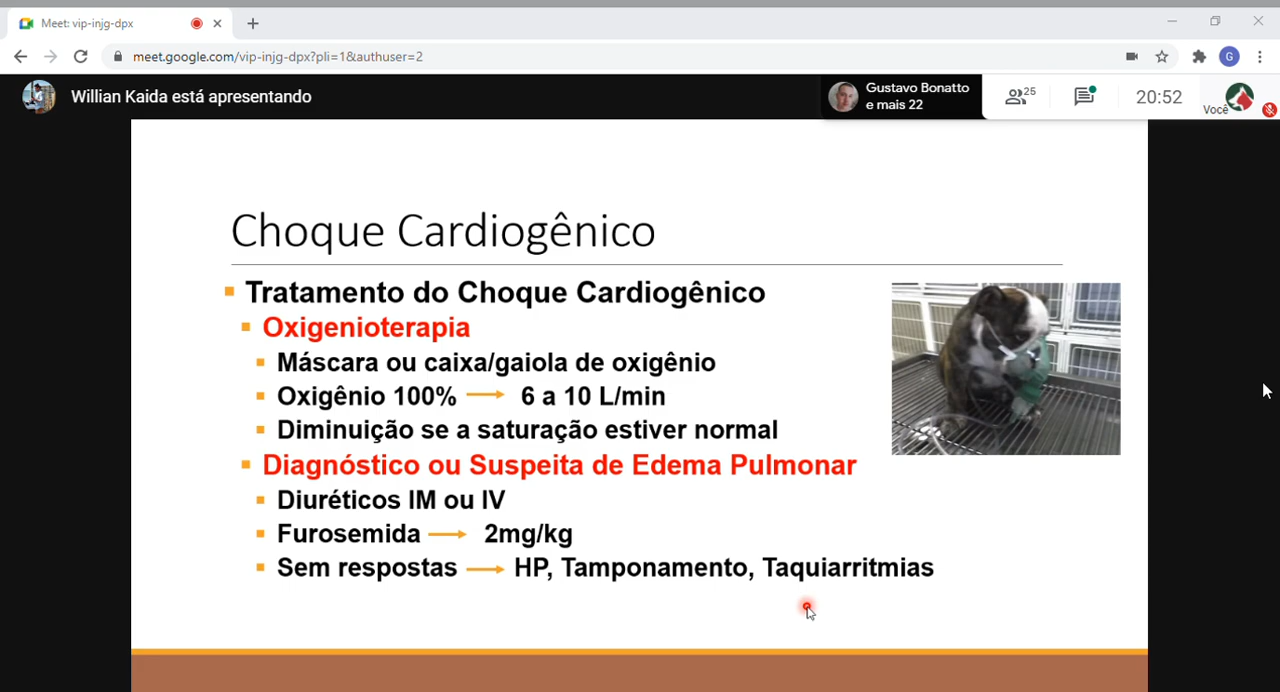 Meet: vip-injg-dpx
meet.google.com/vip-injg-dpx?pli=1&authuser=2
G
Willian Kaida está apresentando
Gustavo Bonatto
e mais 22
25
20:52
Você
Choque Cardiogênico
Tratamento do Choque Cardiogênico
Oxigenioterapia
Máscara ou caixa/gaiola de oxigênio
Oxigênio 100% → 6 a 10 L/min
Diminuição se a saturação estiver normal
Diagnóstico ou Suspeita de Edema Pulmonar
Diuréticos IM ou IV
Furosemida → 2mg/kg
Sem respostas → HP, Tamponamento, Taquiarritmias